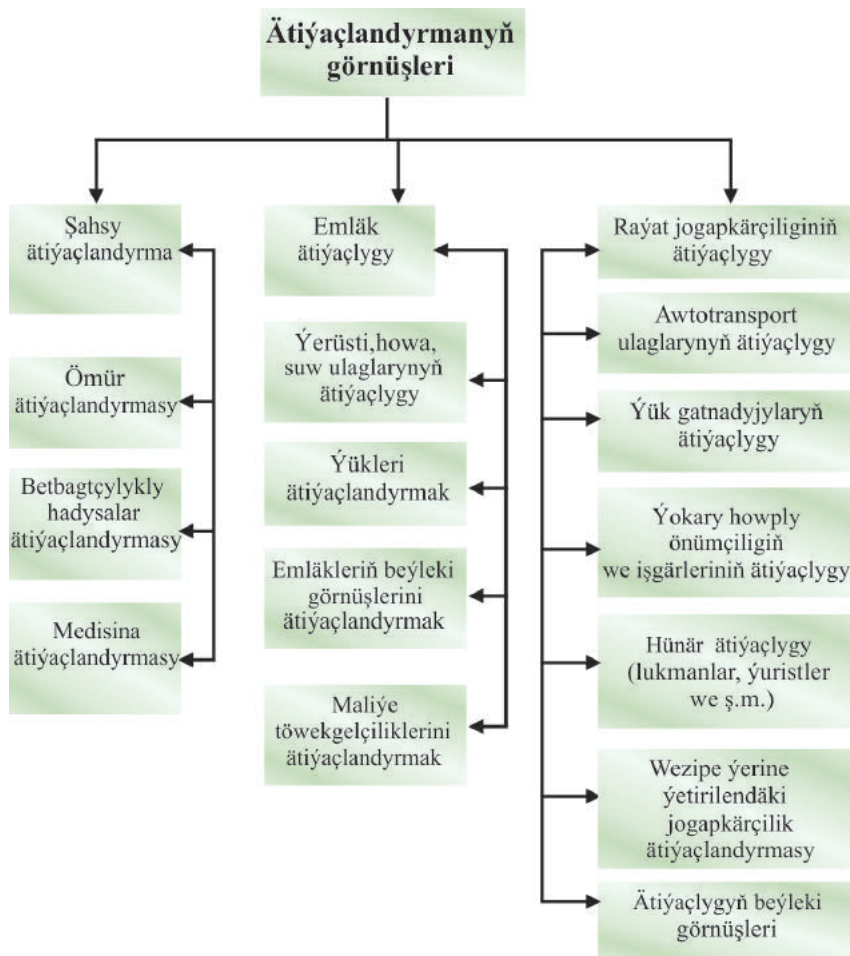 Ätiýaçlandyrmanyň
görnüşleri
Şahsy
ätiýaçlandyrma
Ömür
ätiýaçlandyrmasy
Betbagtçylykly
hadysalar
ätiýaçlandyrmasy
Medisina
ätiýaçlandyrmasy
Emläk
ätiýaçlygy
Ýerüsti,howa,
suw ulaglarynyň
ätiýaçlygy
Ýükleri
ätiýaçlandyrmak
Emlãkleriň beýleki
görnüşlerini
ätiýaçlandyrmak
Maliýe
töwekgelçiliklerini
ätiýaçlandyrmak
Raýat jogapkärçiliginiň
ätiýaçlygy
Awtotransport
ulaglarynyň ätiýaçlygy
Ýük gatnadyjylaryň
ätiýaçlygy
Ýokary howply
önümçiligiň
we işgärleriniň ätiýaçlygy
Hünär ätiýaçlygy
(lukmanlar, ýuristler
we ş.m.)
Wezipe ýerine
ýetirilendäki
jogapkärçilik
ätiýaçlandyrmasy
Ätiýaçlygyň beýleki
görnüşleri